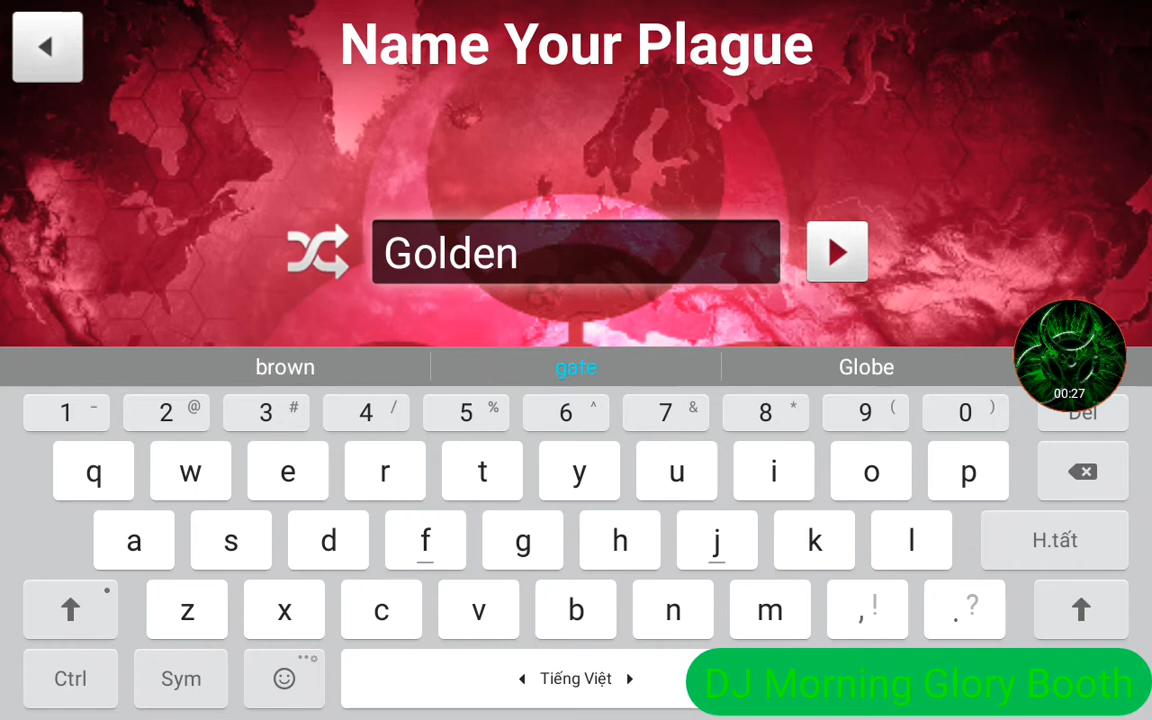 Name Your Plague
Golden
brown gate Globe
00:27
1 - 2 @ 3 # 4 / 5 % 6 ^ 7 & 8 * 9 ( 0 ) Del
q w e r t y u i o p
a s d f g h j k l H.tất
z x c v b n m , ! . ?
Ctrl Sym Tiếng Việt
DJ Morning Glory Booth